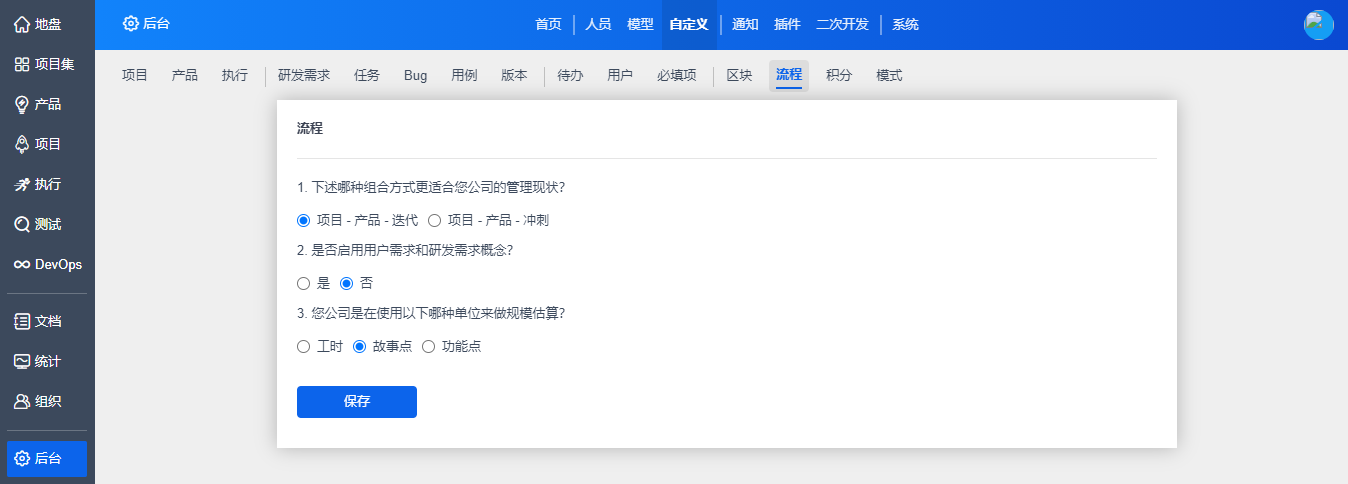 地盘
项目集
产品
项目
执行
测试
DevOps
文档
统计
组织
后台
后台
首页 人员 模型 自定义 通知 插件 二次开发 系统
项目 产品 执行 研发需求 任务 Bug 用例 版本 待办 用户 必填项 区块 流程 积分 模式
流程
1. 下述哪种组合方式更适合您公司的管理现状?
项目 - 产品 - 迭代 项目 - 产品 - 冲刺
2. 是否启用用户需求和研发需求概念?
是 否
3. 您公司是在使用以下哪种单位来做规模估算?
工时 故事点 功能点
保存